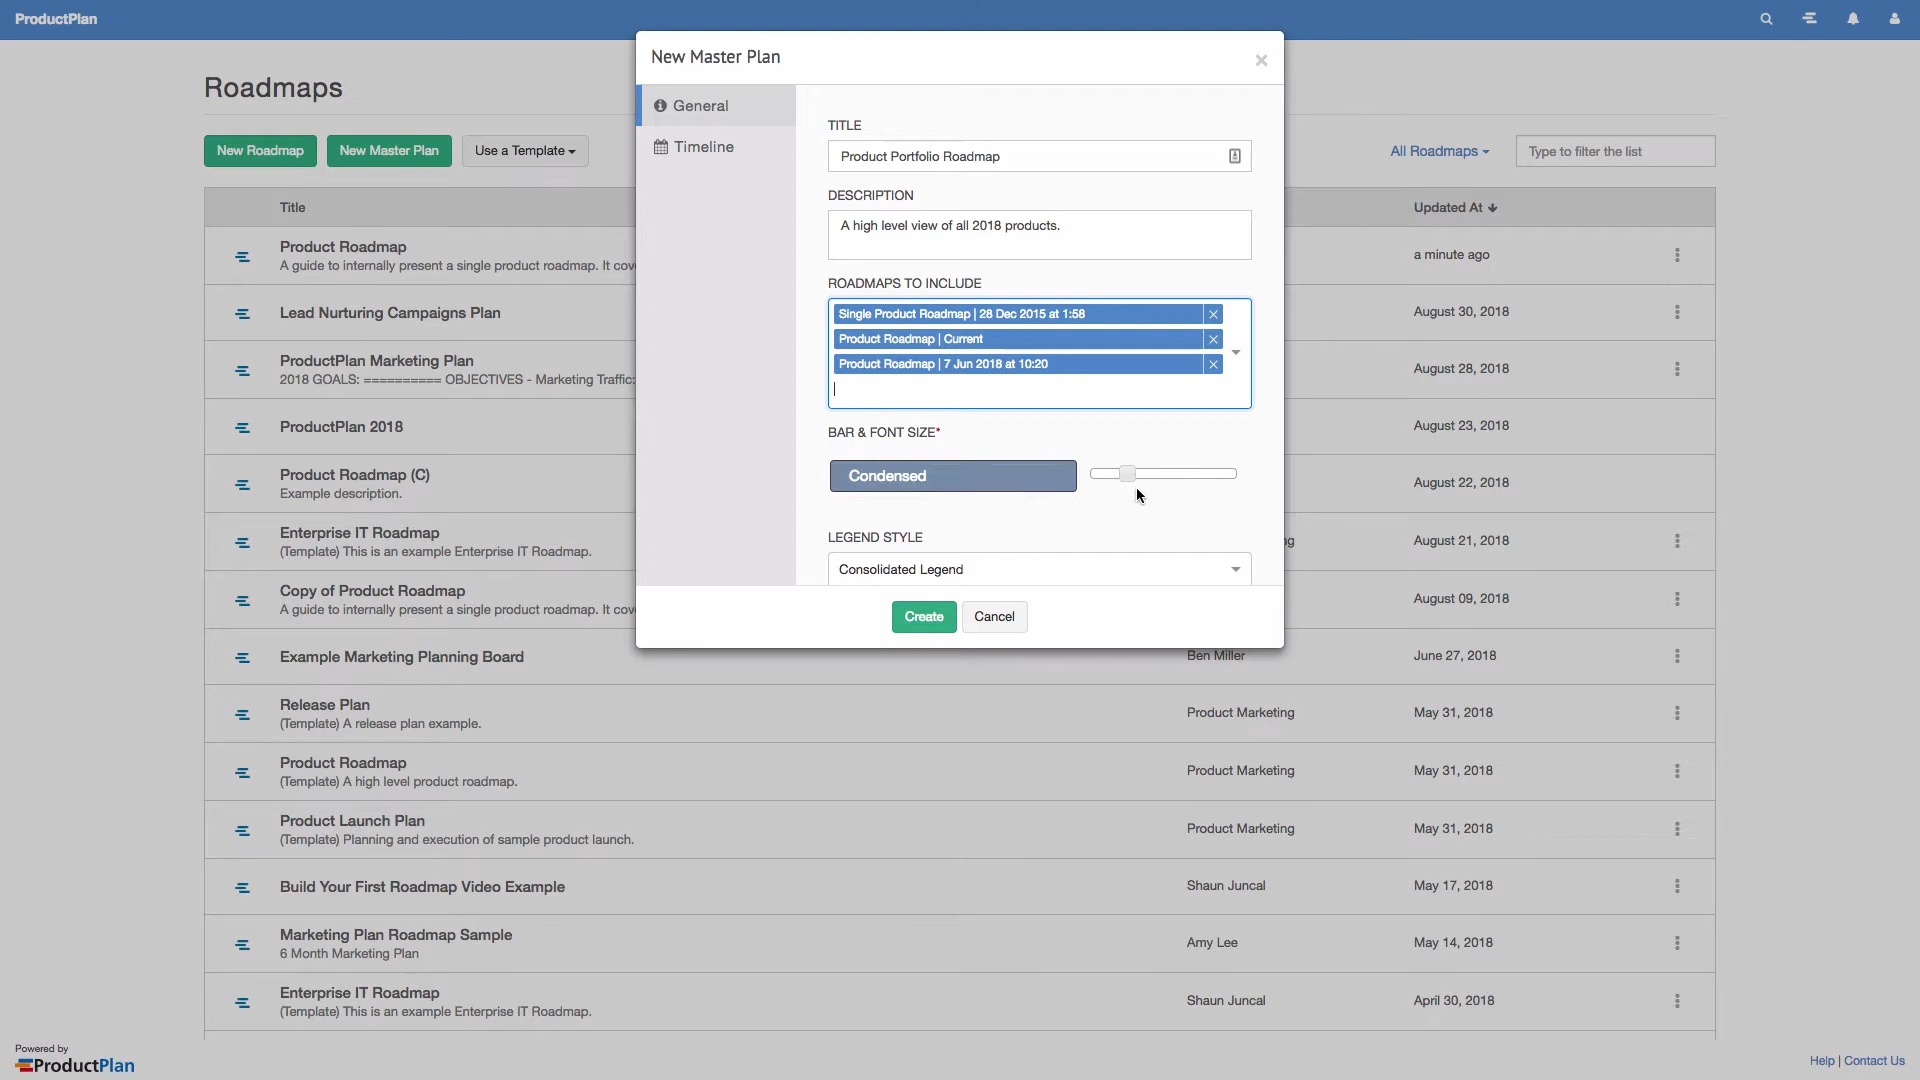 ProductPlan
Roadmaps
New Roadmap
New Master Plan
Use a Template
All Roadmaps
Type to filter the list
Title
Updated At
Product Roadmap
A guide to internally present a single product roadmap. It cov
a minute ago
Lead Nurturing Campaigns Plan
August 30, 2018
ProductPlan Marketing Plan
2018 GOALS: ========== OBJECTIVES - Marketing Traffic:
August 28, 2018
ProductPlan 2018
August 23, 2018
Product Roadmap (C)
Example description.
August 22, 2018
Enterprise IT Roadmap
(Template) This is an example Enterprise IT Roadmap.
ng
August 21, 2018
Copy of Product Roadmap
A guide to internally present a single product roadmap. It cov
August 09, 2018
Example Marketing Planning Board
Ben Miller
June 27, 2018
Release Plan
(Template) A release plan example.
Product Marketing
May 31, 2018
Product Roadmap
(Template) A high level product roadmap.
Product Marketing
May 31, 2018
Product Launch Plan
(Template) Planning and execution of sample product launch.
Product Marketing
May 31, 2018
Build Your First Roadmap Video Example
Shaun Juncal
May 17, 2018
Marketing Plan Roadmap Sample
6 Month Marketing Plan
Amy Lee
May 14, 2018
Enterprise IT Roadmap
(Template) This is an example Enterprise IT Roadmap.
Shaun Juncal
April 30, 2018
New Master Plan
General
Timeline
TITLE
Product Portfolio Roadmap
DESCRIPTION
A high level view of all 2018 products.
ROADMAPS TO INCLUDE
Single Product Roadmap | 28 Dec 2015 at 1:58
Product Roadmap | Current
Product Roadmap | 7 Jun 2018 at 10:20
BAR & FONT SIZE*
Condensed
LEGEND STYLE
Consolidated Legend
Create
Cancel
Powered by
ProductPlan
Help | Contact Us